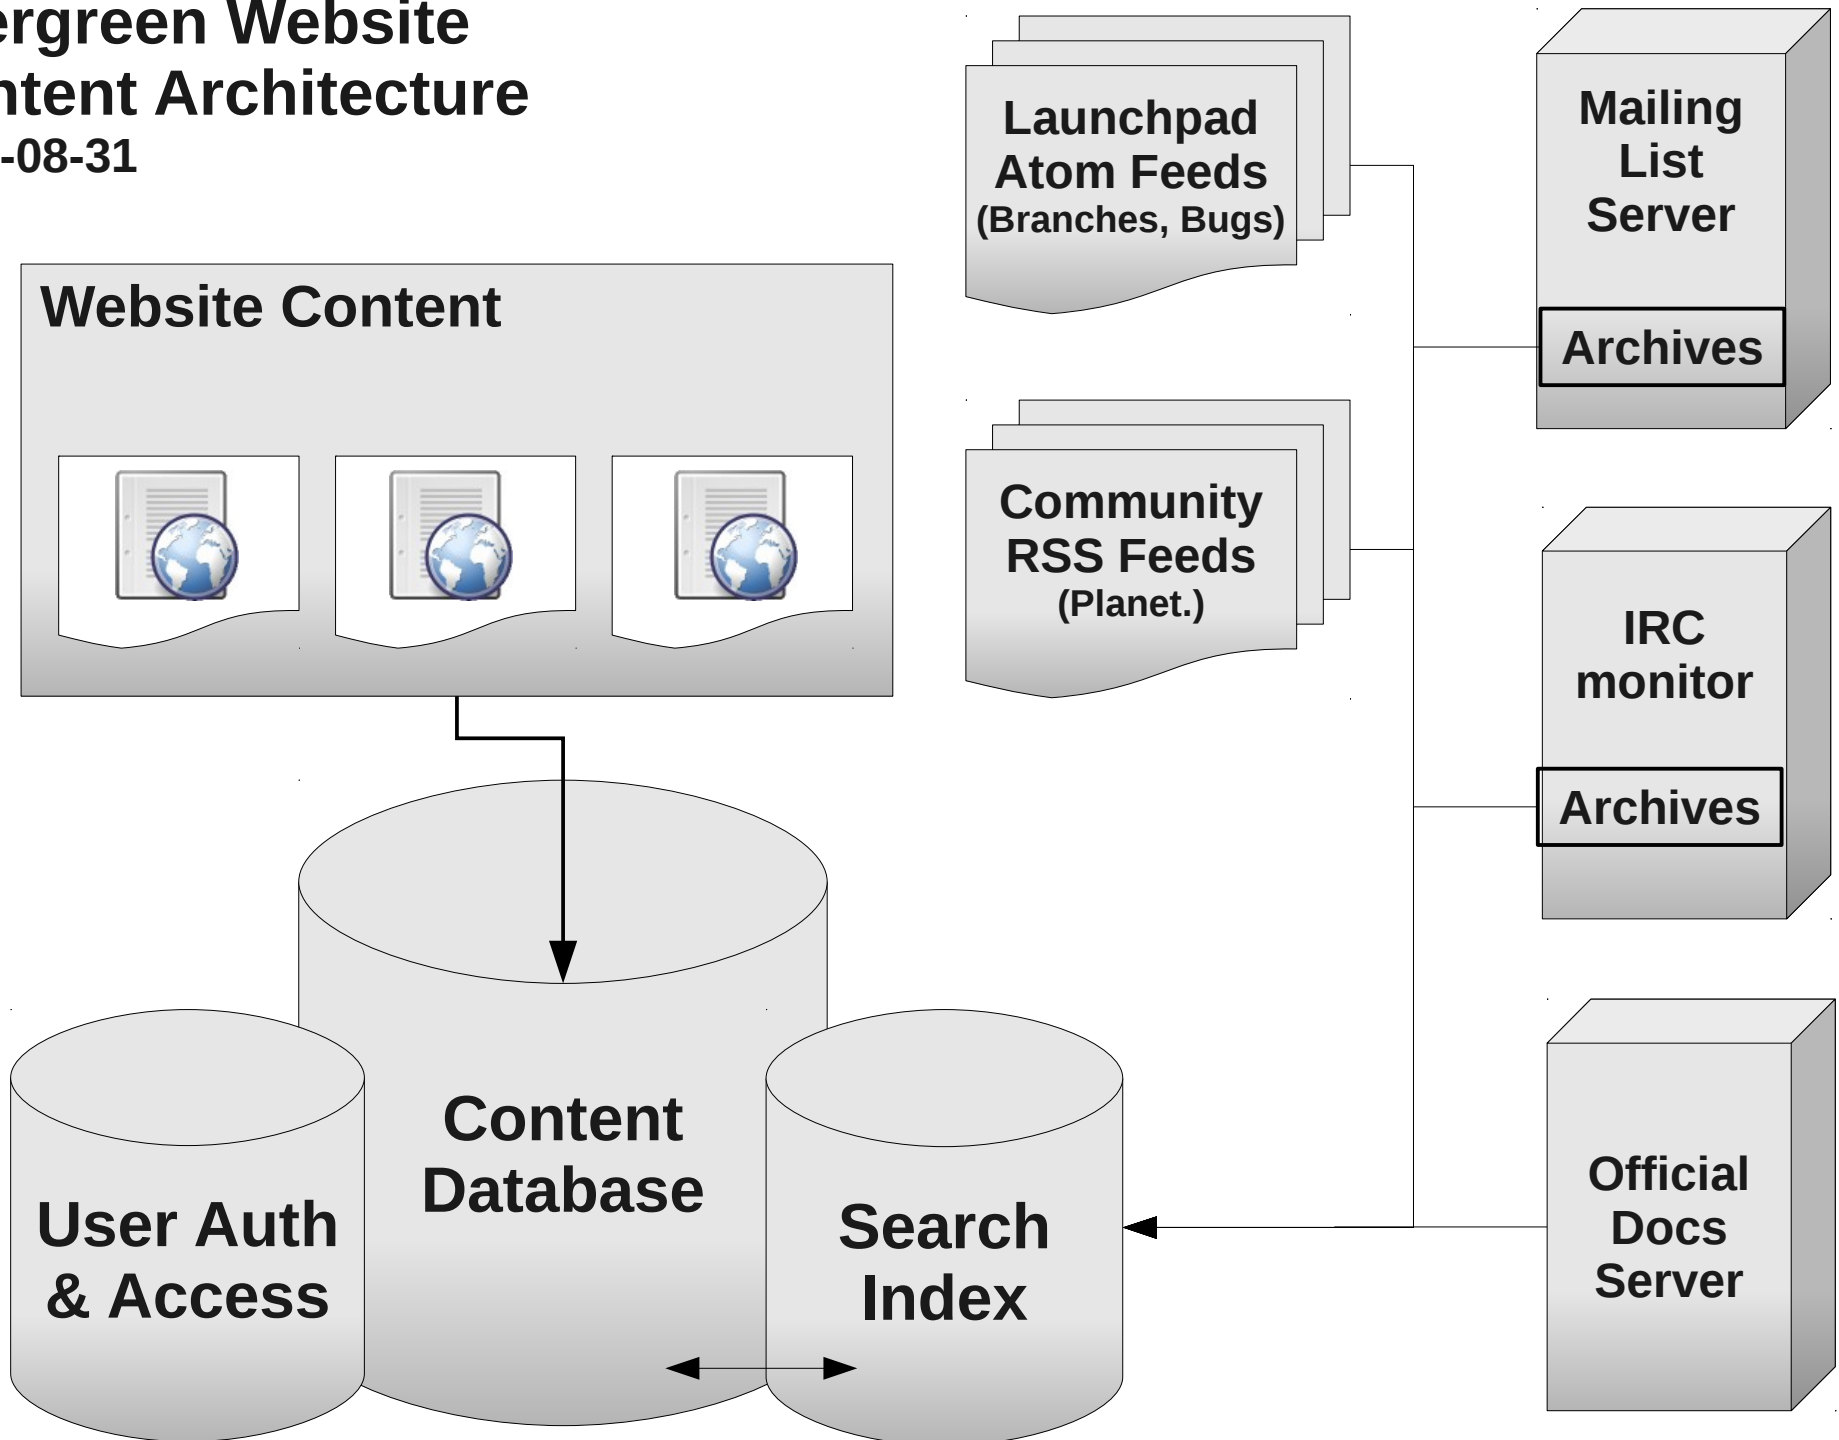 ergreen Website
ntent Architecture
-08-31
Launchpad
Atom Feeds
(Branches, Bugs)
Mailing
List
Server
Archives
Website Content
Community
RSS Feeds
(Planet.)
IRC
monitor
Archives
Content
Database
User Auth
& Access
Search
Index
Official
Docs
Server